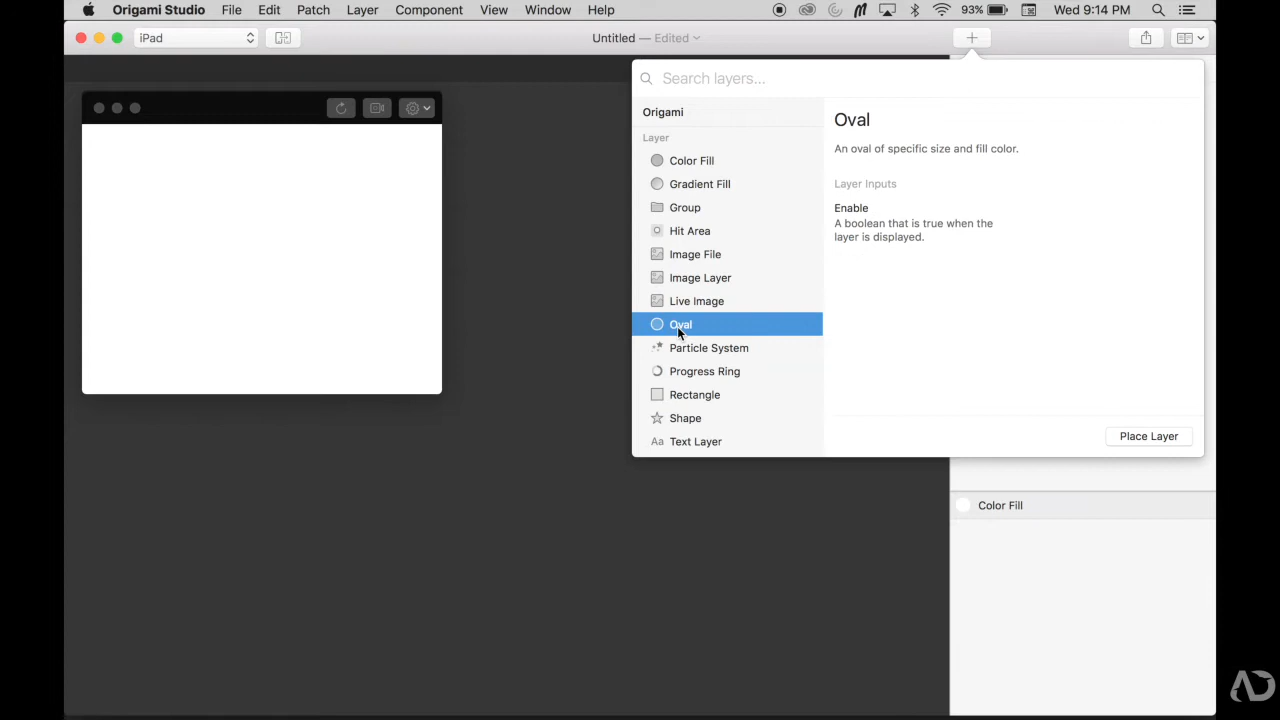 Origami Studio File Edit Patch Layer Component View Window Help 93% Wed 9:14 PM
iPad Untitled — Edited
Search layers...
Origami
Layer
Color Fill
Gradient Fill
Group
Hit Area
Image File
Image Layer
Live Image
Oval
Particle System
Progress Ring
Rectangle
Shape
Aa Text Layer
Oval
An oval of specific size and fill color.
Layer Inputs
Enable
A boolean that is true when the
layer is displayed.
Place Layer
Color Fill